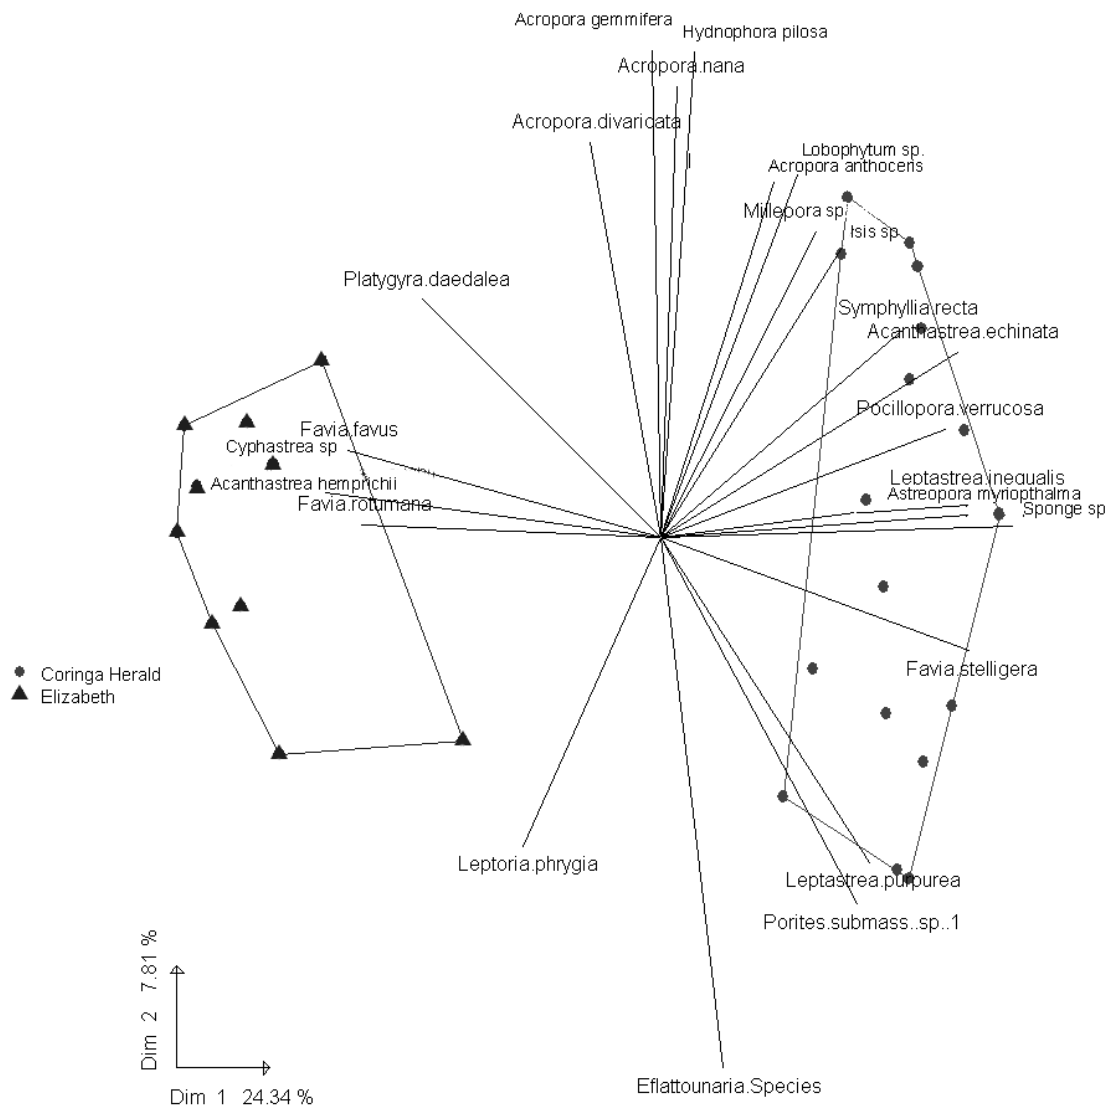 Acropora gemmifera
Hydnophora pilosa
Acropora.nana
Acropora.divaricata
Lobophytum sp.
Acropora anthoceris
Millepora sp
Isis sp
Platygyra.daedalea
Symphyllia.recta
Acanthastrea.echinata
Pocillopora.verrucosa
Favia.favus
Cyphastrea sp
Acanthastrea hemprichii
Favia.rotumana
Leptastrea.inequalis
Astreopora myriopthalma
Sponge sp
Coringa Herald
Elizabeth
Favia.stelligera
Leptoria.phrygia
Leptastrea.purpurea
Porites.submass..sp..1
Dim 2 7.81 %
Eflattounaria.Species
Dim 1 24.34 %